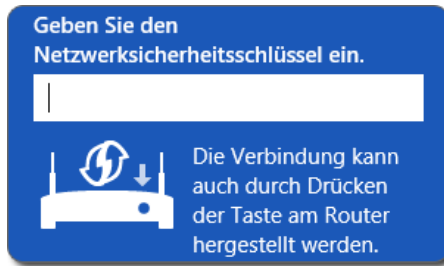 Geben Sie den
Netzwerksicherheitsschlüssel ein.
Die Verbindung kann
auch durch Drücken
der Taste am Router
hergestellt werden.